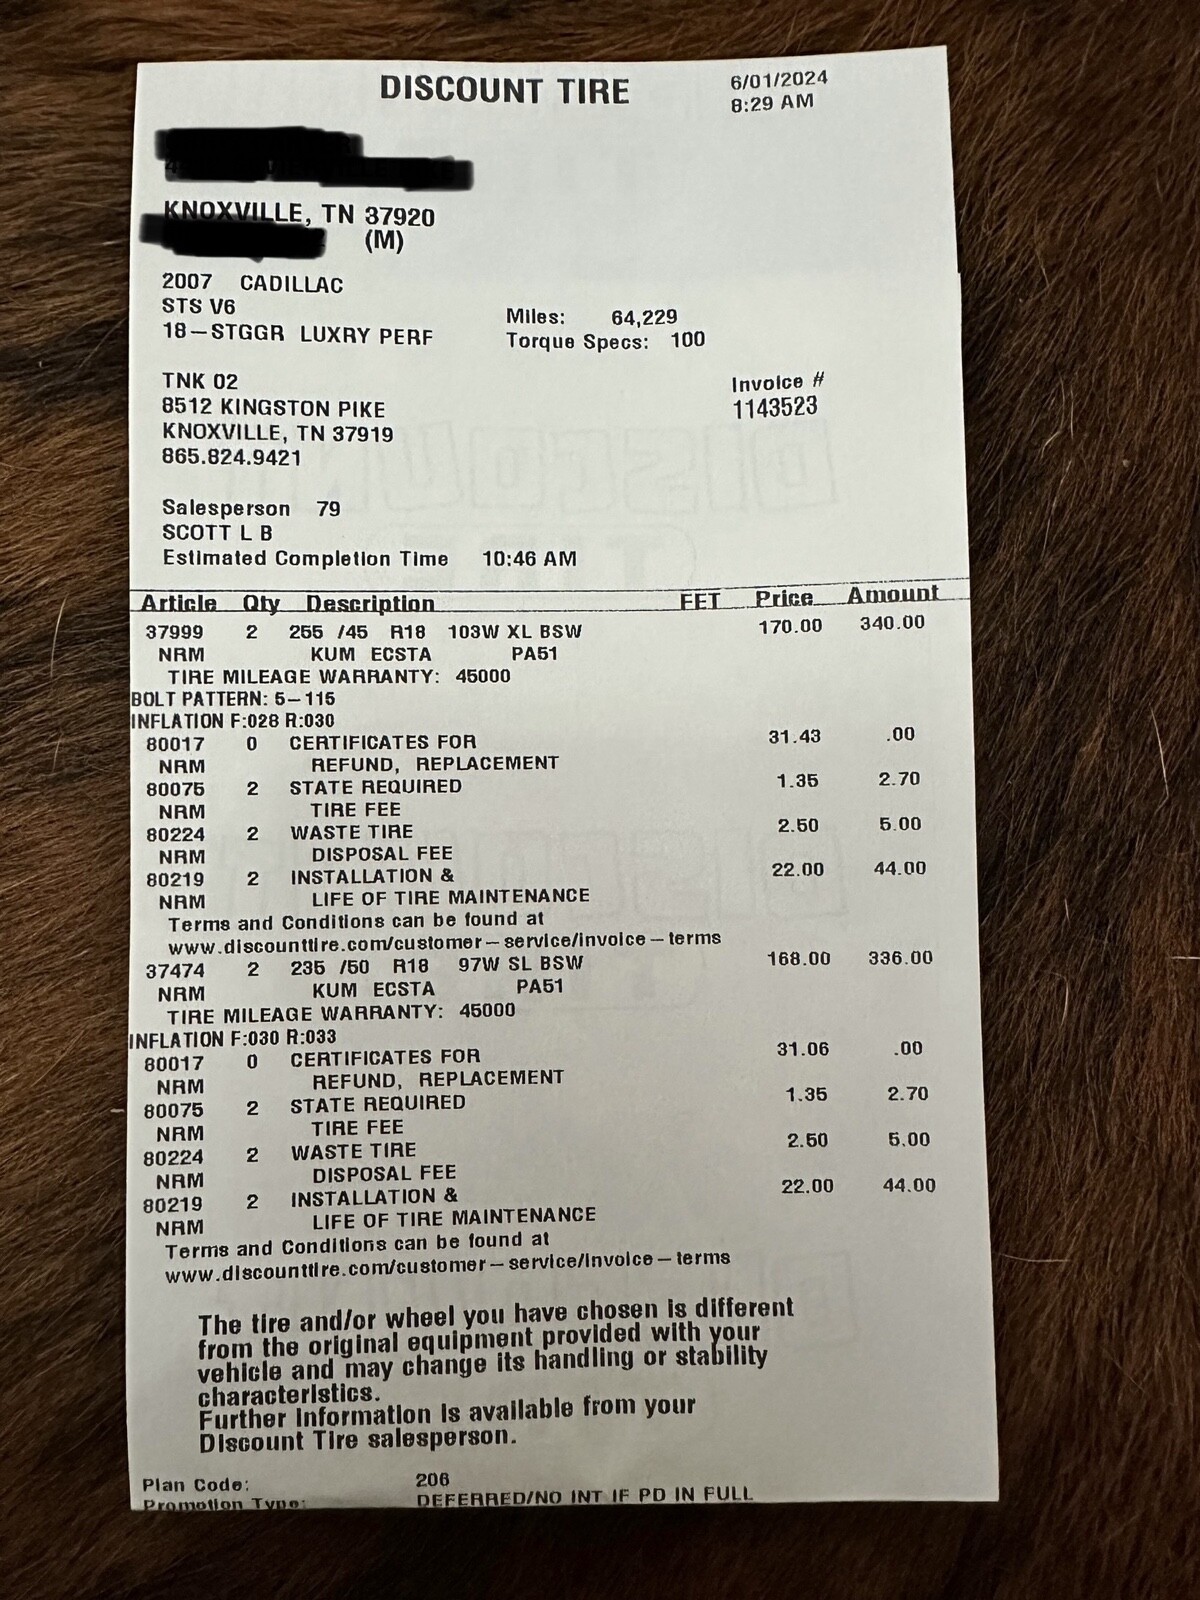 DISCOUNT TIRE
6/01/2024
8:29 AM
KNOXVILLE, TN 37920
(M)
2007 CADILLAC
STS V6
18-STGGR LUXRY PERF
Miles: 64,229
Torque Specs: 100
TNK 02
8512 KINGSTON PIKE
KNOXVILLE, TN 37919
865.824.9421
Invoice #
1143523
Salesperson 79
SCOTT L B
Estimated Completion Time 10:46 AM
Article Qty Description FET Price Amount
37999 2 255 /45 R18 103W XL BSW 170.00 340.00
NRM KUM ECSTA PA51
TIRE MILEAGE WARRANTY: 45000
BOLT PATTERN: 5-115
INFLATION F:028 R:030
80017 0 CERTIFICATES FOR 31.43 .00
NRM REFUND, REPLACEMENT
80075 2 STATE REQUIRED 1.35 2.70
NRM TIRE FEE
80224 2 WASTE TIRE 2.50 5.00
NRM DISPOSAL FEE
80219 2 INSTALLATION & 22.00 44.00
NRM LIFE OF TIRE MAINTENANCE
Terms and Conditions can be found at
www.discounttire.com/customer-service/invoice-terms
37474 2 235 /50 R18 97W SL BSW 168.00 336.00
NRM KUM ECSTA PA51
TIRE MILEAGE WARRANTY: 45000
INFLATION F:030 R:033
80017 0 CERTIFICATES FOR 31.06 .00
NRM REFUND, REPLACEMENT
80075 2 STATE REQUIRED 1.35 2.70
NRM TIRE FEE
80224 2 WASTE TIRE 2.50 5.00
NRM DISPOSAL FEE
80219 2 INSTALLATION & 22.00 44.00
NRM LIFE OF TIRE MAINTENANCE
Terms and Conditions can be found at
www.discounttire.com/customer-service/invoice-terms
The tire and/or wheel you have chosen is different
from the original equipment provided with your
vehicle and may change its handling or stability
characteristics.
Further Information is available from your
Discount Tire salesperson.
Plan Code: 206
Promotion Type: DEFERRED/NO INT IF PD IN FULL